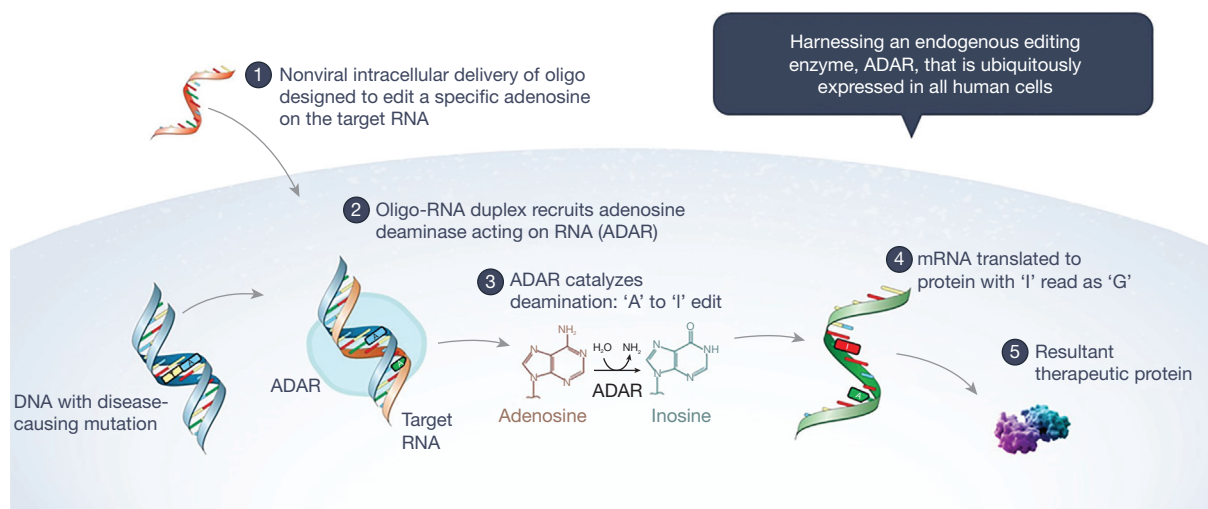 Harnessing an endogenous editing
enzyme, ADAR, that is ubiquitously
expressed in all human cells
1 Nonviral intracellular delivery of oligo
designed to edit a specific adenosine
on the target RNA
2 Oligo-RNA duplex recruits adenosine
deaminase acting on RNA (ADAR)
3 ADAR catalyzes
deamination: ‘A’ to ‘I’ edit
4 mRNA translated to
protein with ‘I’ read as ‘G’
5 Resultant
therapeutic protein
DNA with disease-
causing mutation
A
ADAR
A
A
Target
RNA
NH₂
N
N
N
N
Adenosine
H₂O
NH₂
ADAR
O
N
NH
N
N
Inosine
I
A